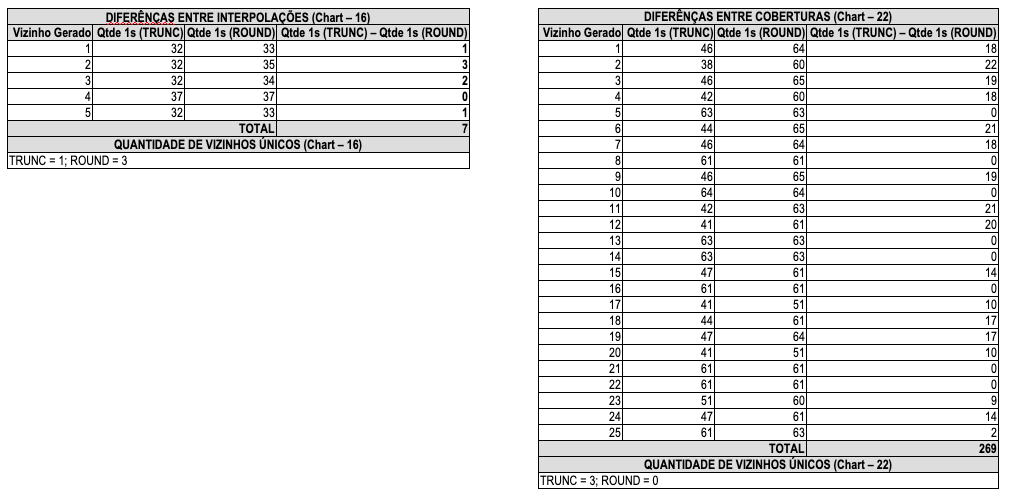 DIFERÊNÇAS ENTRE INTERPOLAÇÕES (Chart – 16)
Vizinho Gerado Qtde 1s (TRUNC) Qtde 1s (ROUND) Qtde 1s (TRUNC) – Qtde 1s (ROUND)
1 32 33 1
2 32 35 3
3 32 34 2
4 37 37 0
5 32 33 1
TOTAL 7
QUANTIDADE DE VIZINHOS ÚNICOS (Chart – 16)
TRUNC = 1; ROUND = 3
DIFERÊNÇAS ENTRE COBERTURAS (Chart – 22)
Vizinho Gerado Qtde 1s (TRUNC) Qtde 1s (ROUND) Qtde 1s (TRUNC) – Qtde 1s (ROUND)
1 46 64 18
2 38 60 22
3 46 65 19
4 42 60 18
5 63 63 0
6 44 65 21
7 46 64 18
8 61 61 0
9 46 65 19
10 64 64 0
11 42 63 21
12 41 61 20
13 63 63 0
14 63 63 0
15 47 61 14
16 61 61 0
17 41 51 10
18 44 61 17
19 47 64 17
20 41 51 10
21 61 61 0
22 61 61 0
23 51 60 9
24 47 61 14
25 61 63 2
TOTAL 269
QUANTIDADE DE VIZINHOS ÚNICOS (Chart – 22)
TRUNC = 3; ROUND = 0